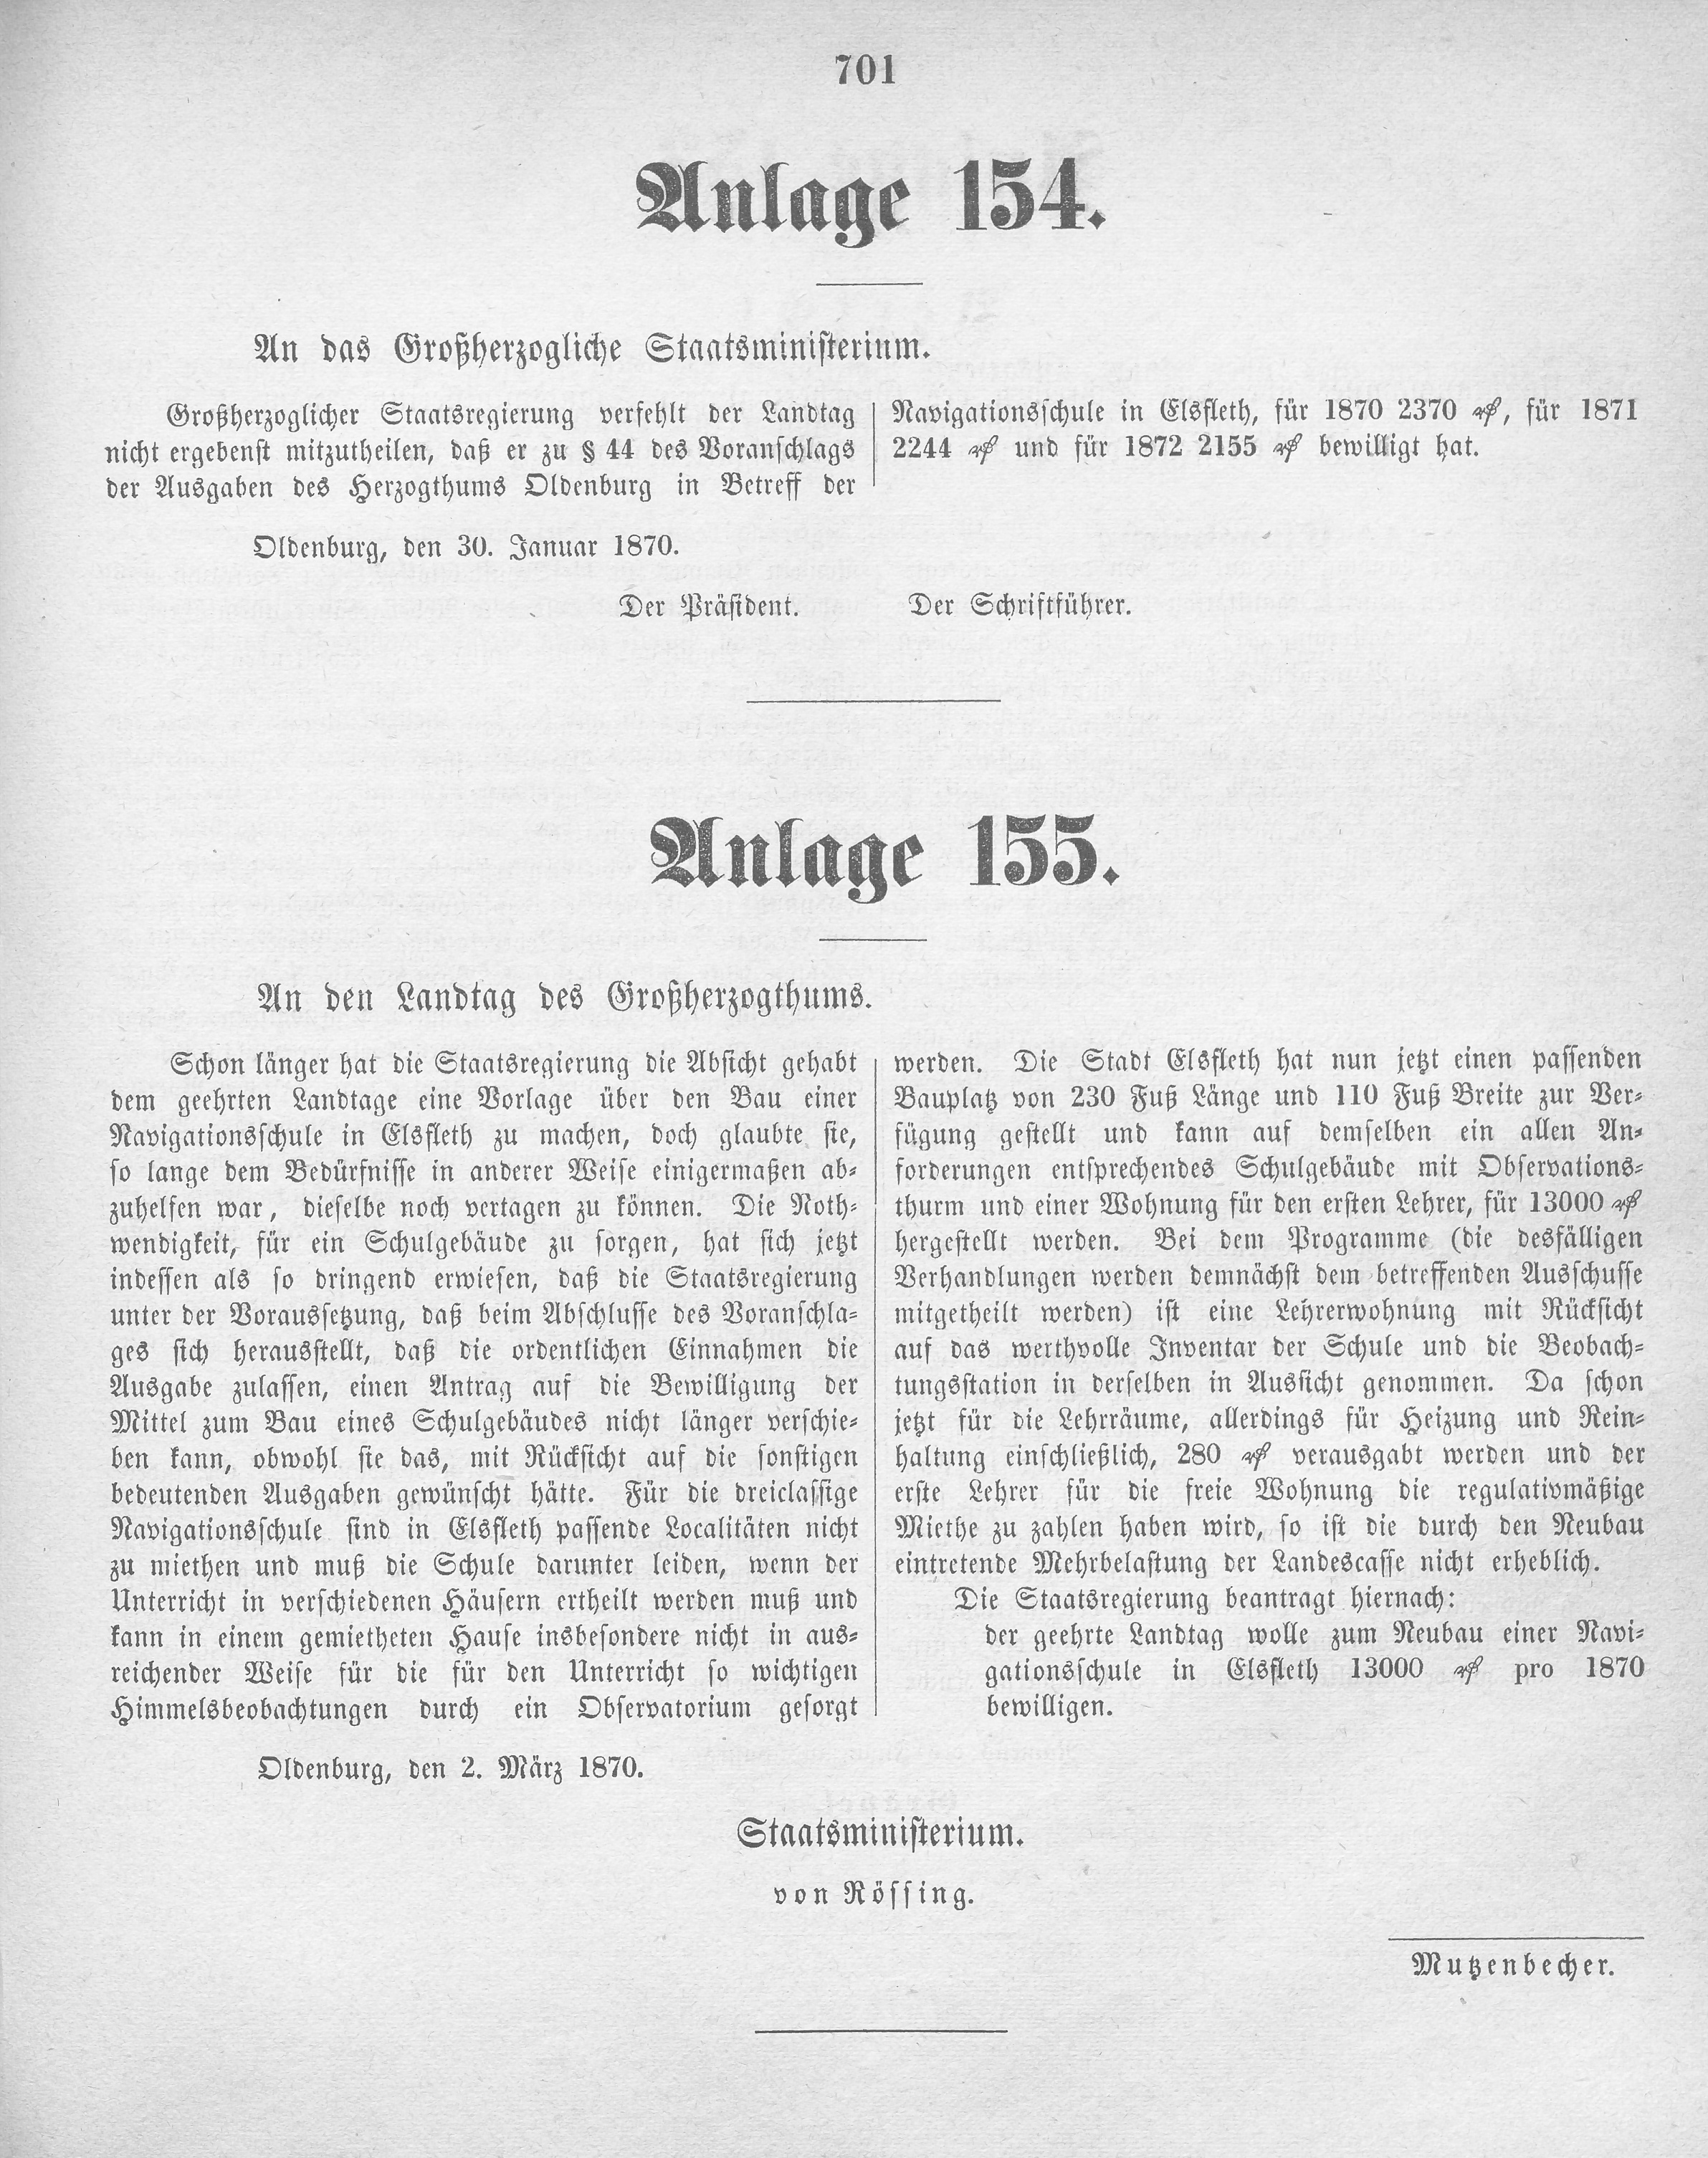 701
Anlage 154.
An das Großherzogliche Staatsministerium.
Großherzoglicher Staatsregierung verfehlt der Landtag
nicht ergebenst mitzutheilen, daß er zu § 44 des Voranschlags
der Ausgaben des Herzogthums Oldenburg in Betreff der
Navigationsschule in Elsfleth, für 1870 2370 ₰, für 1871
2244 ₰ und für 1872 2155 ₰ bewilligt hat.
Oldenburg, den 30. Januar 1870.
Der Präsident. Der Schriftführer.
Anlage 155.
An den Landtag des Großherzogthums.
Schon länger hat die Staatsregierung die Absicht gehabt
dem geehrten Landtage eine Vorlage über den Bau einer
Navigationsschule in Elsfleth zu machen, doch glaubte sie,
so lange dem Bedürfnisse in anderer Weise einigermaßen ab-
zuhelfen war, dieselbe noch vertagen zu können. Die Noth-
wendigkeit, für ein Schulgebäude zu sorgen, hat sich jetzt
indessen als so dringend erwiesen, daß die Staatsregierung
unter der Voraussetzung, daß beim Abschlusse des Voranschla-
ges sich herausstellt, daß die ordentlichen Einnahmen die
Ausgabe zulassen, einen Antrag auf die Bewilligung der
Mittel zum Bau eines Schulgebäudes nicht länger verschie-
ben kann, obwohl sie das, mit Rücksicht auf die sonstigen
bedeutenden Ausgaben gewünscht hätte. Für die dreiclassige
Navigationsschule sind in Elsfleth passende Localitäten nicht
zu miethen und muß die Schule darunter leiden, wenn der
Unterricht in verschiedenen Häusern ertheilt werden muß und
kann in einem gemietheten Hause insbesondere nicht in aus-
reichender Weise für die für den Unterricht so wichtigen
Himmelsbeobachtungen durch ein Observatorium gesorgt
werden. Die Stadt Elsfleth hat nun jetzt einen passenden
Bauplatz von 230 Fuß Länge und 110 Fuß Breite zur Ver-
fügung gestellt und kann auf demselben ein allen An-
forderungen entsprechendes Schulgebäude mit Observations-
thurm und einer Wohnung für den ersten Lehrer, für 13000 ₰
hergestellt werden. Bei dem Programme (die desfälligen
Verhandlungen werden demnächst dem betreffenden Ausschusse
mitgetheilt werden) ist eine Lehrerwohnung mit Rücksicht
auf das werthvolle Inventar der Schule und die Beobach-
tungsstation in derselben in Aussicht genommen. Da schon
jetzt für die Lehrräume, allerdings für Heizung und Rein-
haltung einschließlich, 280 ₰ verausgabt werden und der
erste Lehrer für die freie Wohnung die regulativmäßige
Miethe zu zahlen haben wird, so ist die durch den Neubau
eintretende Mehrbelastung der Landescasse nicht erheblich.
Die Staatsregierung beantragt hiernach:
der geehrte Landtag wolle zum Neubau einer Navi-
gationsschule in Elsfleth 13000 ₰ pro 1870
bewilligen.
Oldenburg, den 2. März 1870.
Staatsministerium.
von Rössing.
Mutzenbecher.